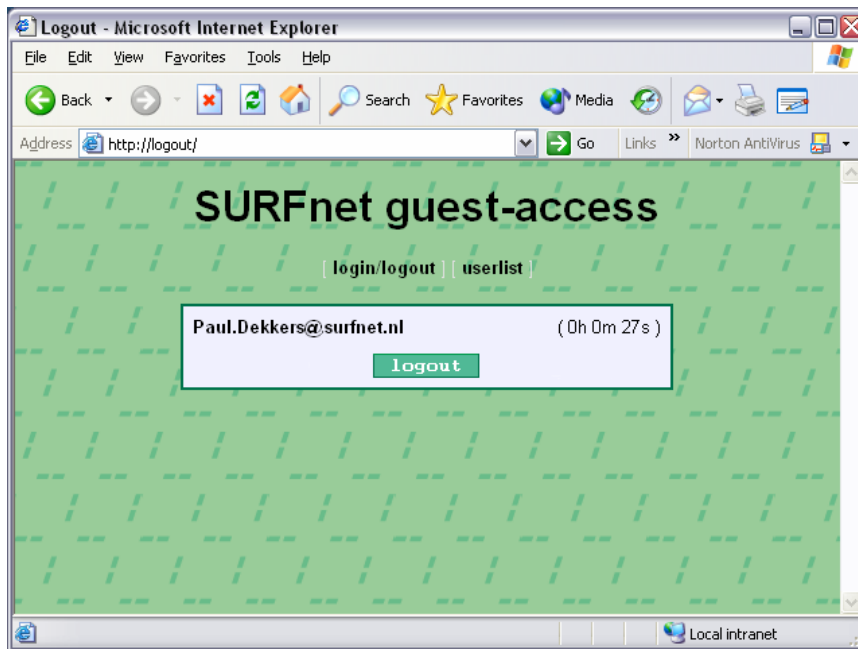 Logout - Microsoft Internet Explorer
File Edit View Favorites Tools Help
Back Search Favorites Media
Address http://logout/ Go Links » Norton AntiVirus
SURFnet guest-access
[ login/logout ] [ userlist ]
Paul.Dekkers@surfnet.nl ( 0h 0m 27s )
logout
Local intranet